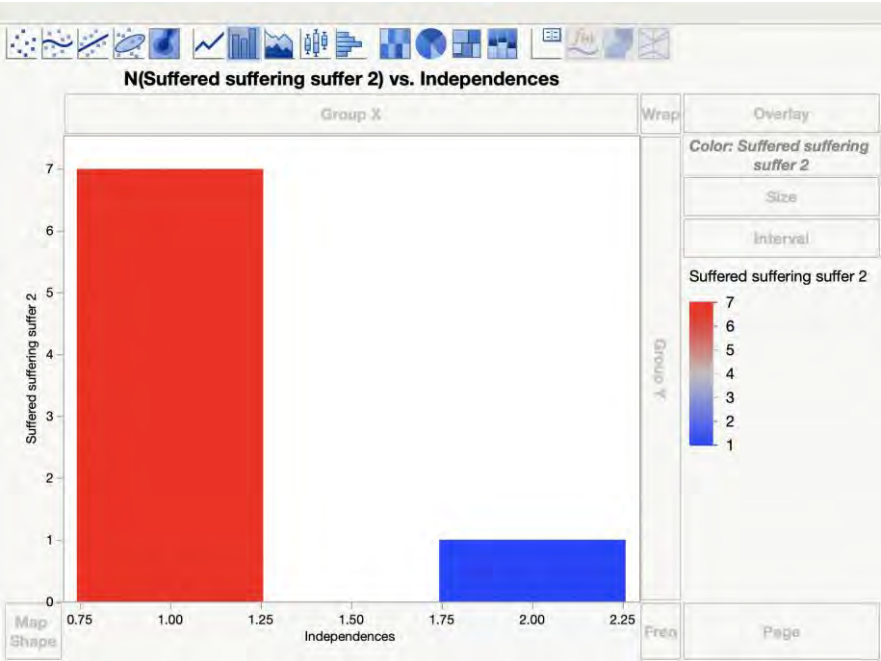 N(Suffered suffering suffer 2) vs. Independences
Group X
Wrap
Overlay
Color: Suffered suffering
suffer 2
Size
Interval
Suffered suffering suffer 2
7
6
5
4
3
2
1
Group Y
Suffered suffering suffer 2
7
6
5
4
3
2
1
0
0.75 1.00 1.25 1.50 1.75 2.00 2.25
Independences
Map
Shape
Freq
Page